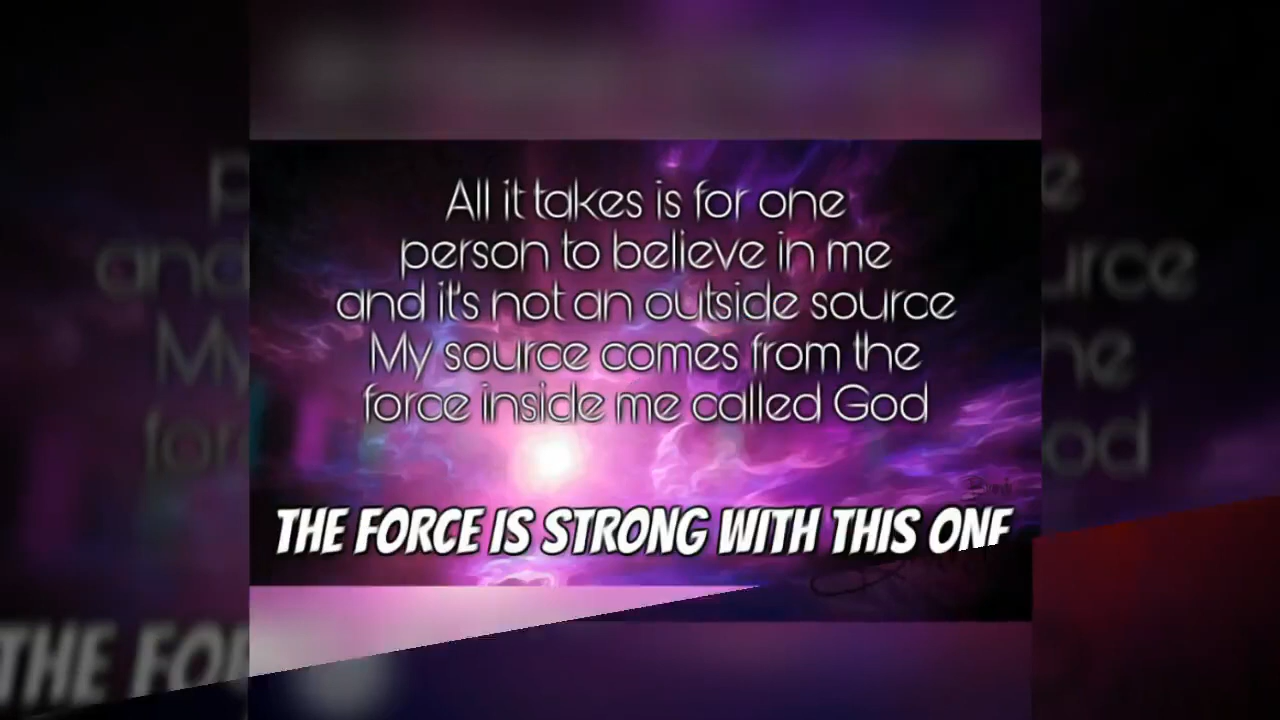 All it takes is for one
person to believe in me
and it's not an outside source
My source comes from the
force inside me called God
THE FORCE IS STRONG WITH THIS ONE